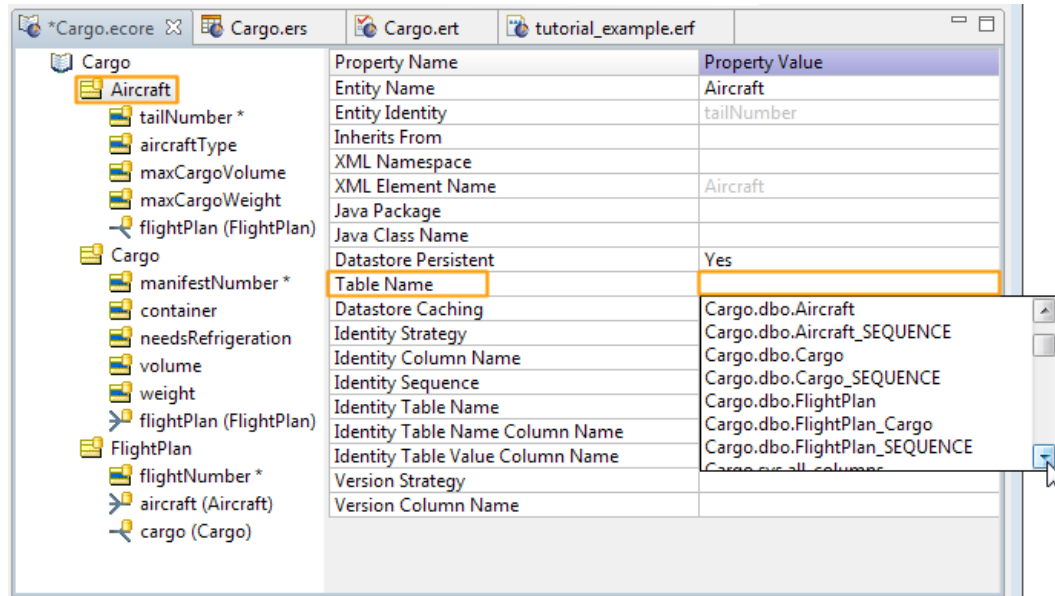 *Cargo.ecore Cargo.ers Cargo.ert tutorial_example.erf
Cargo
Aircraft
tailNumber *
aircraftType
maxCargoVolume
maxCargoWeight
flightPlan (FlightPlan)
Cargo
manifestNumber *
container
needsRefrigeration
volume
weight
flightPlan (FlightPlan)
FlightPlan
flightNumber *
aircraft (Aircraft)
cargo (Cargo)
Property Name Property Value
Entity Name Aircraft
Entity Identity tailNumber
Inherits From
XML Namespace
XML Element Name Aircraft
Java Package
Java Class Name
Datastore Persistent Yes
Table Name
Datastore Caching
Identity Strategy
Identity Column Name
Identity Sequence
Identity Table Name
Identity Table Name Column Name
Identity Table Value Column Name
Version Strategy
Version Column Name
Cargo.dbo.Aircraft
Cargo.dbo.Aircraft_SEQUENCE
Cargo.dbo.Cargo
Cargo.dbo.Cargo_SEQUENCE
Cargo.dbo.FlightPlan
Cargo.dbo.FlightPlan_Cargo
Cargo.dbo.FlightPlan_SEQUENCE
Cargo.sys.all_columns